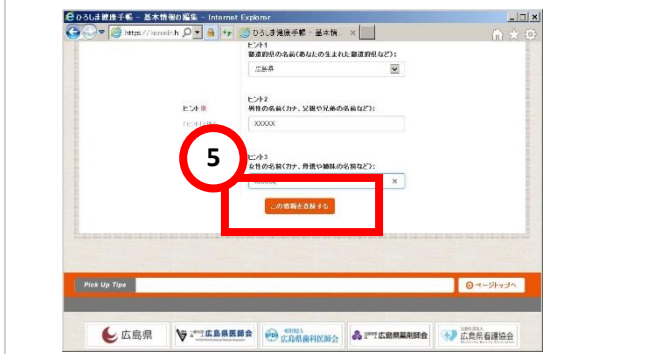 ひろしま健康手帳 - 基本情報の編集 - Internet Explorer
ひろしま健康手帳 - 基本情...
ヒント1
都道府県の名前(あなたの生まれた都道府県など):
広島県
ヒント※
ヒント2
男性の名前(カナ、父親や兄弟の名前など):
XXXXX
5
ヒント3
女性の名前(カナ、母親や姉妹の名前など):
この情報を登録する
Pick Up Tips
ページトップへ
広島県
広島県医師会
広島県歯科医師会
広島県薬剤師会
広島県看護協会